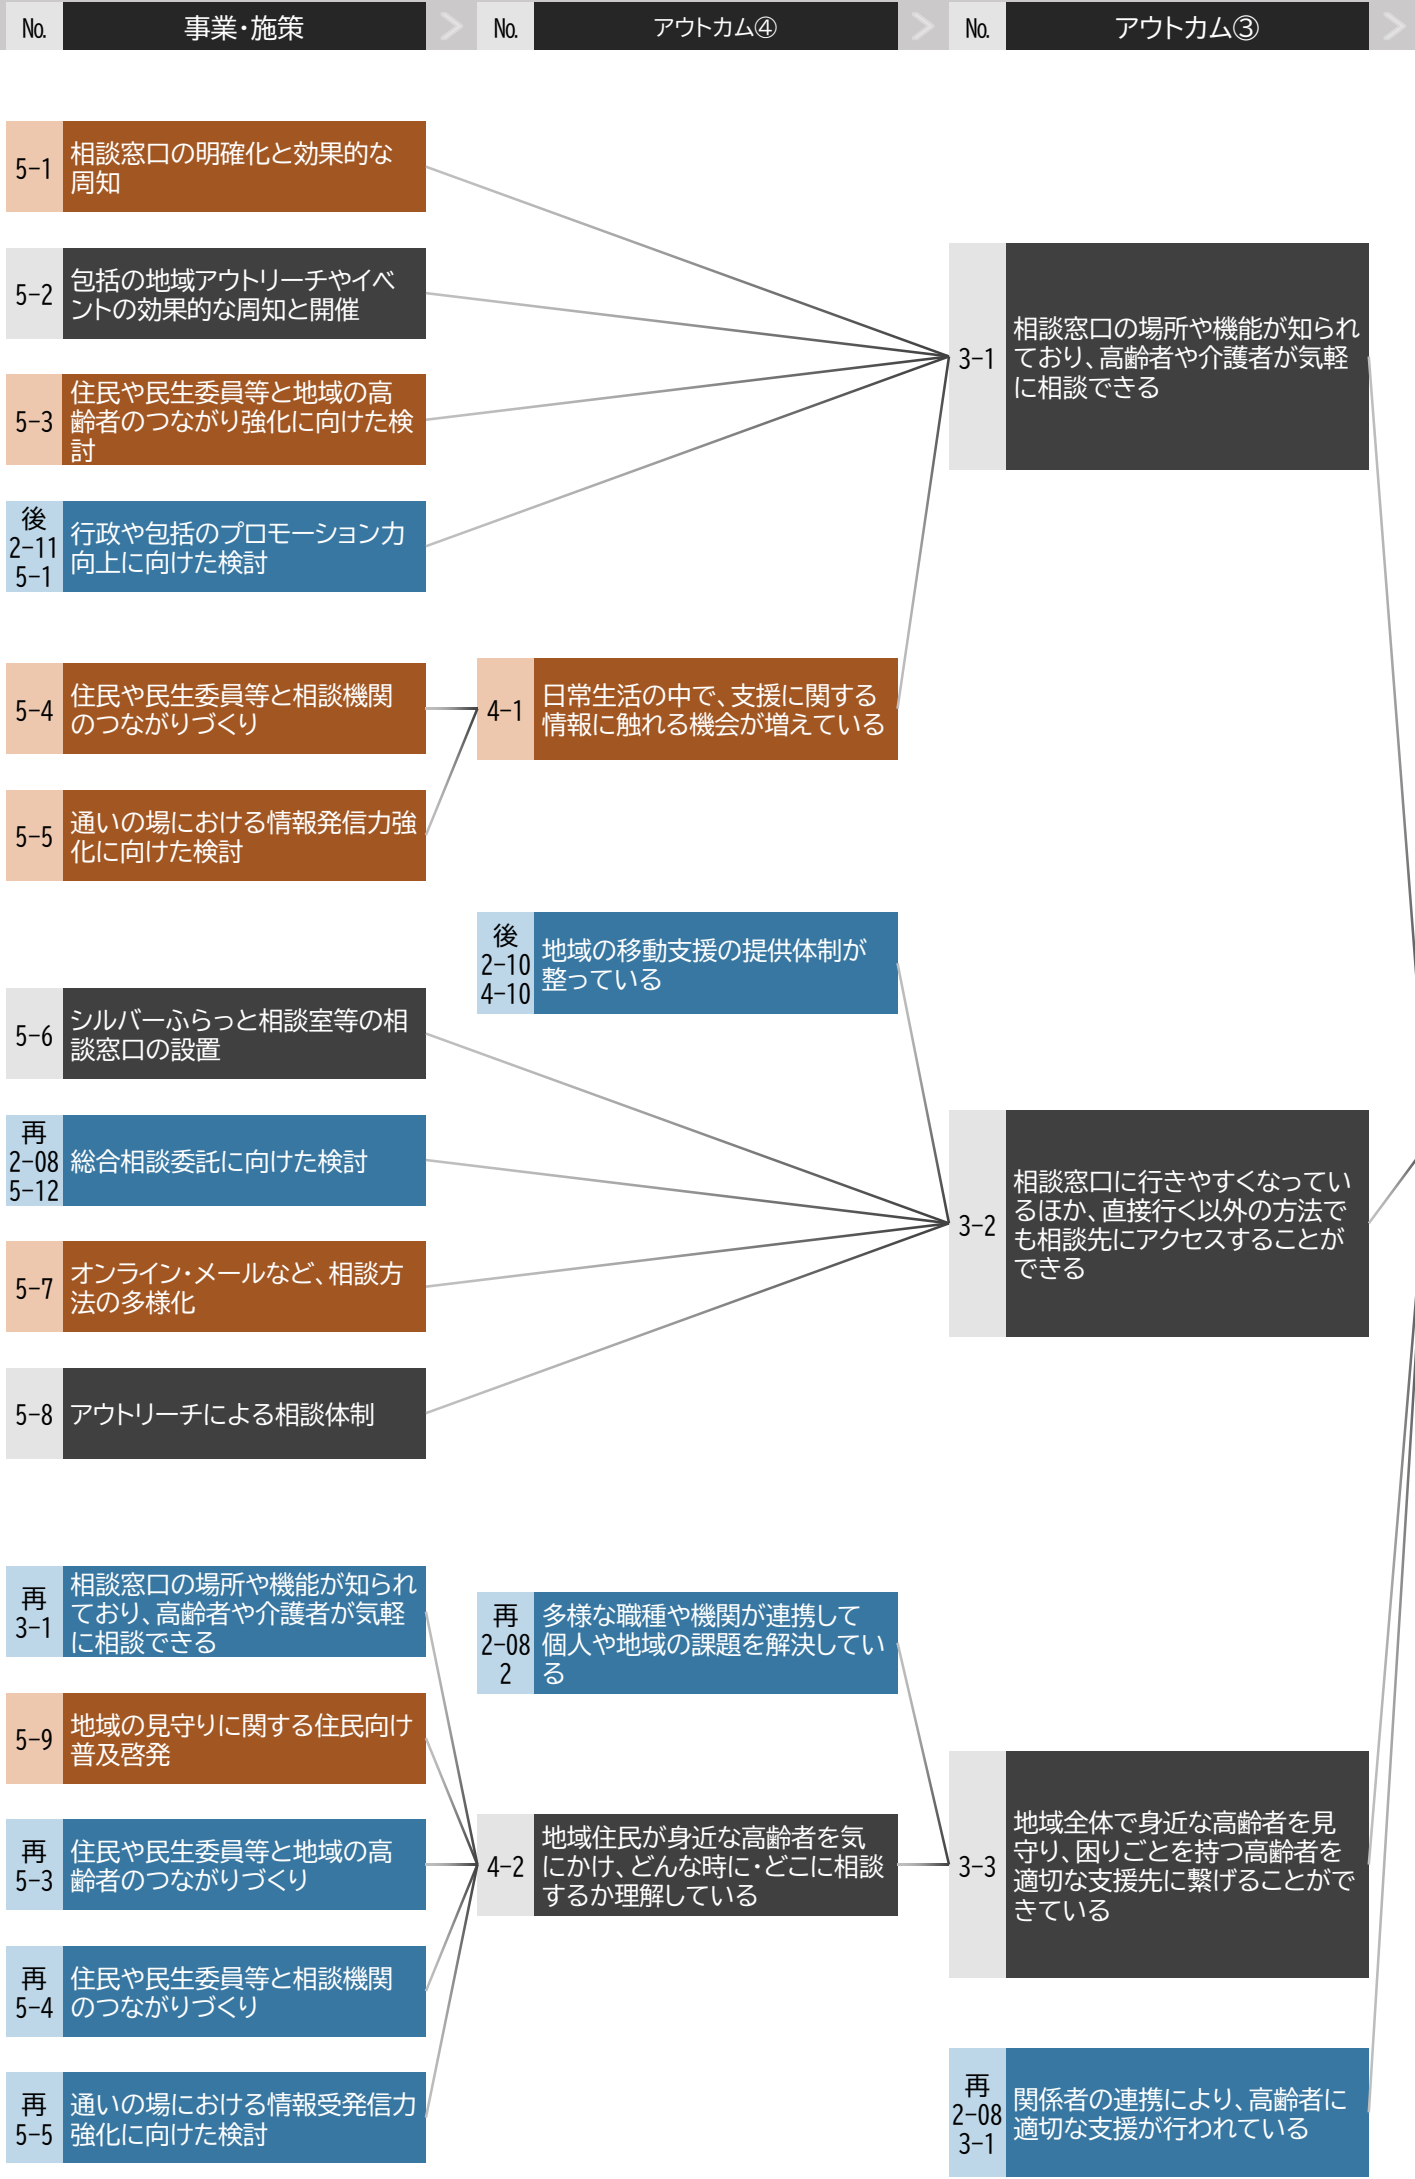 No.
事業・施策
No.
アウトカム④
No.
アウトカム③
5-1
相談窓口の明確化と効果的な
周知
5-2
包括の地域アウトリーチやイベ
ントの効果的な周知と開催
5-3
住民や民生委員等と地域の高
齢者のつながり強化に向けた検
討
後
2-11
5-1
行政や包括のプロモーション力
向上に向けた検討
3-1
相談窓口の場所や機能が知られ
ており、高齢者や介護者が気軽
に相談できる
5-4
住民や民生委員等と相談機関
のつながりづくり
5-5
通いの場における情報発信力強
化に向けた検討
4-1
日常生活の中で、支援に関する
情報に触れる機会が増えている
後
2-10
4-10
地域の移動支援の提供体制が
整っている
5-6
シルバーふらっと相談室等の相
談窓口の設置
再
2-08
5-12
総合相談委託に向けた検討
5-7
オンライン・メールなど、相談方
法の多様化
5-8
アウトリーチによる相談体制
3-2
相談窓口に行きやすくなってい
るほか、直接行く以外の方法で
も相談先にアクセスすることが
できる
再
3-1
相談窓口の場所や機能が知られ
ており、高齢者や介護者が気軽
に相談できる
5-9
地域の見守りに関する住民向け
普及啓発
再
5-3
住民や民生委員等と地域の高
齢者のつながりづくり
再
5-4
住民や民生委員等と相談機関
のつながりづくり
再
5-5
通いの場における情報受発信力
強化に向けた検討
再
2-08
2
多様な職種や機関が連携して
個人や地域の課題を解決してい
る
4-2
地域住民が身近な高齢者を気
にかけ、どんな時に・どこに相談
するか理解している
3-3
地域全体で身近な高齢者を見
守り、困りごとを持つ高齢者を
適切な支援先に繋げることがで
きている
再
2-08
3-1
関係者の連携により、高齢者に
適切な支援が行われている